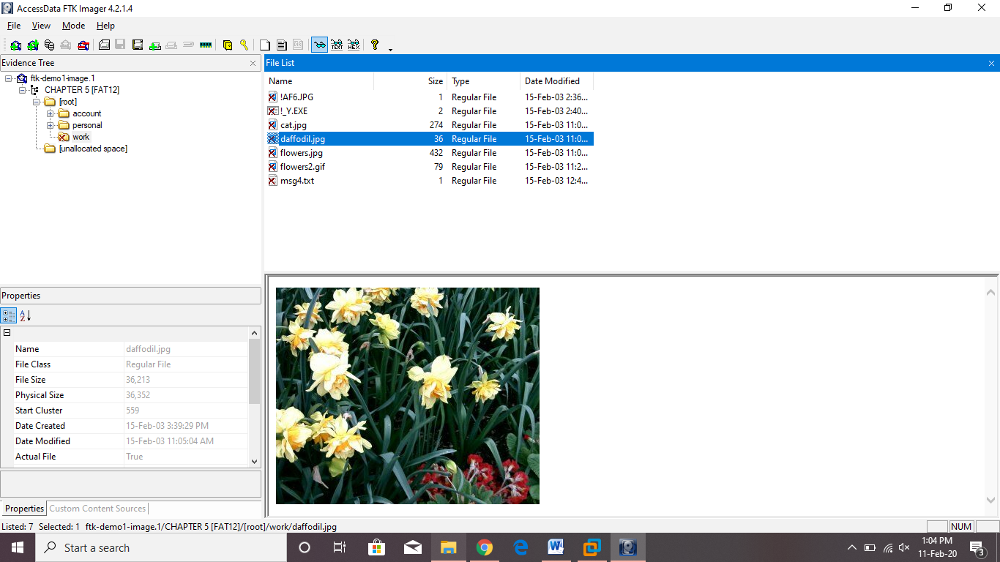 AccessData FTK Imager 4.2.1.4
File View Mode Help
TEXT HEX ?
Evidence Tree
ftk-demo1-image.1
CHAPTER 5 [FAT12]
[root]
account
personal
work
[unallocated space]
File List
Name Size Type Date Modified
!AF6.JPG 1 Regular File 15-Feb-03 2:36...
!_Y.EXE 2 Regular File 15-Feb-03 2:40...
cat.jpg 274 Regular File 15-Feb-03 11:0...
daffodil.jpg 36 Regular File 15-Feb-03 11:0...
flowers.jpg 432 Regular File 15-Feb-03 11:0...
flowers2.gif 79 Regular File 15-Feb-03 11:2...
msg4.txt 1 Regular File 15-Feb-03 12:4...
Properties
A
Z
Name daffodil.jpg
File Class Regular File
File Size 36,213
Physical Size 36,352
Start Cluster 559
Date Created 15-Feb-03 3:39:29 PM
Date Modified 15-Feb-03 11:05:04 AM
Actual File True
Properties Custom Content Sources
Listed: 7 Selected: 1 ftk-demo1-image.1/CHAPTER 5 [FAT12]/[root]/work/daffodil.jpg
NUM
Start a search
1:04 PM
11-Feb-20
3